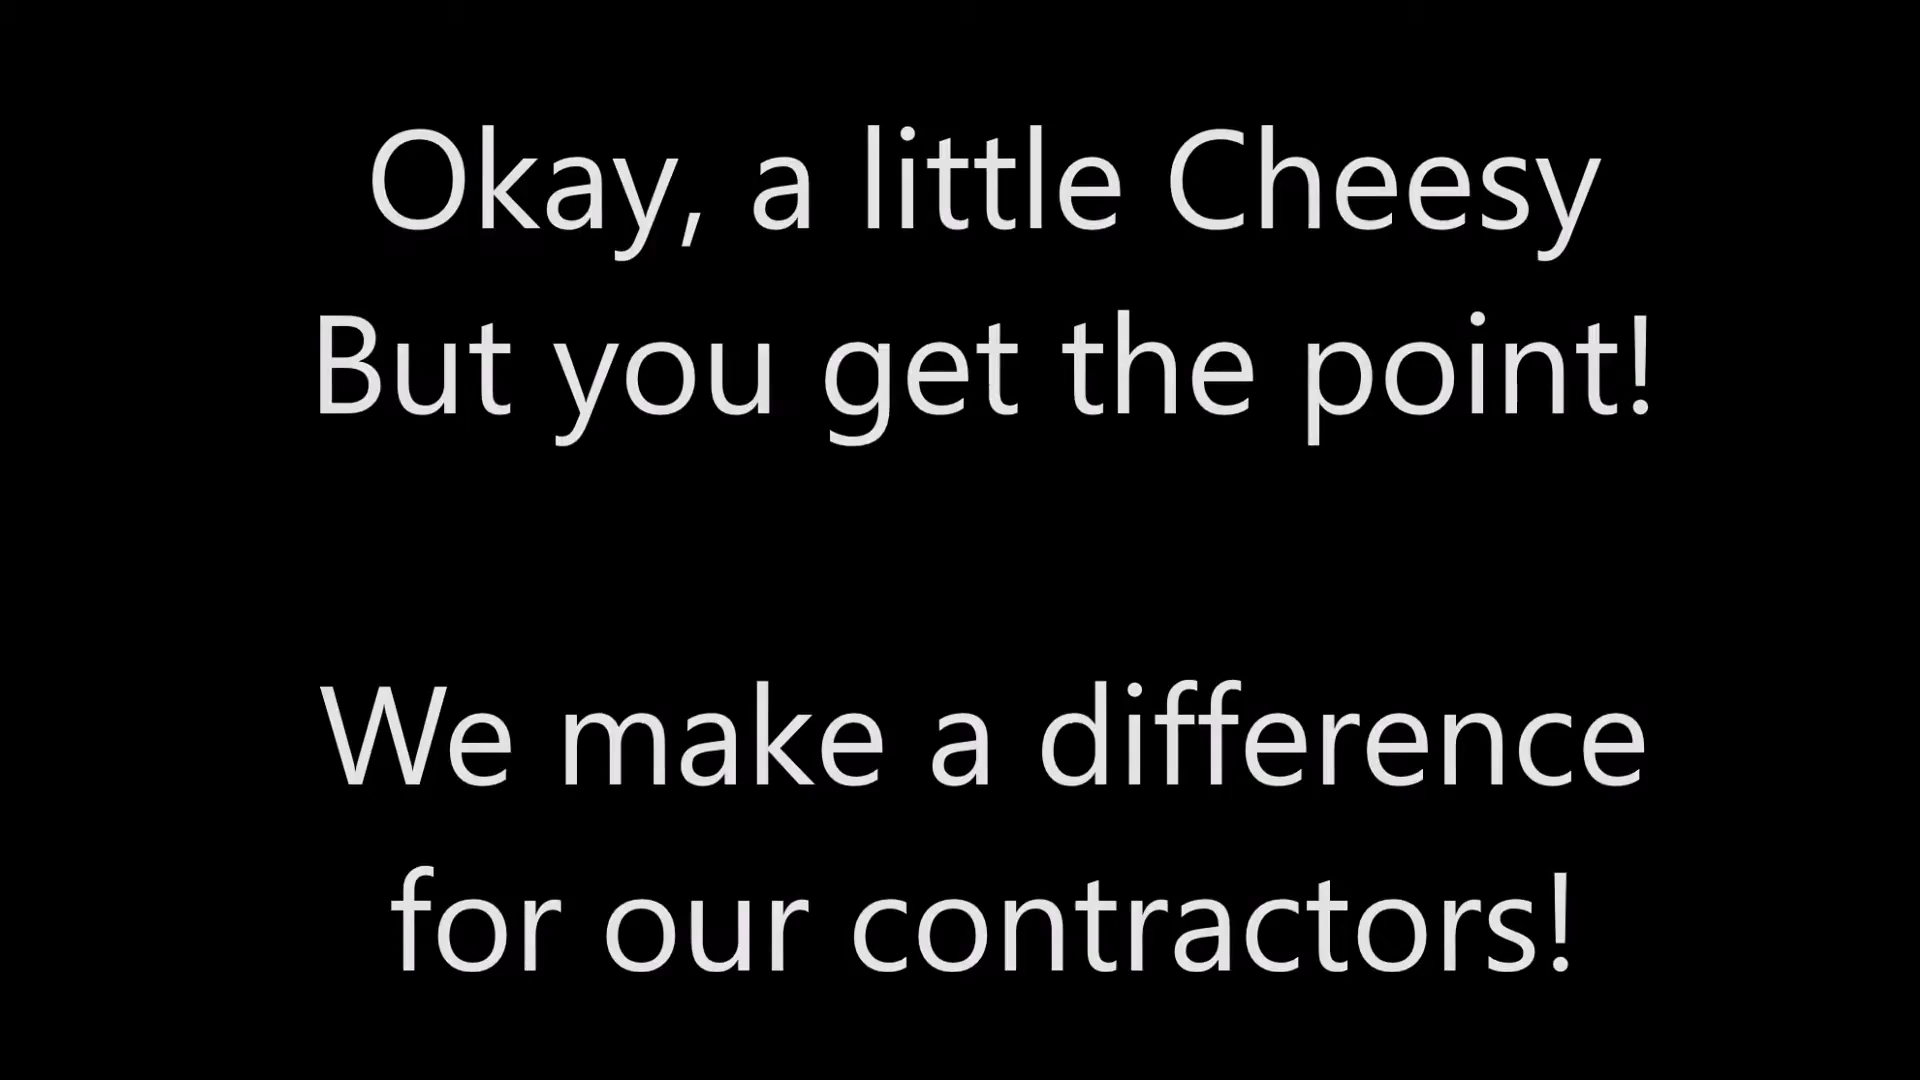 Okay, a little Cheesy
But you get the point!
We make a difference
for our contractors!